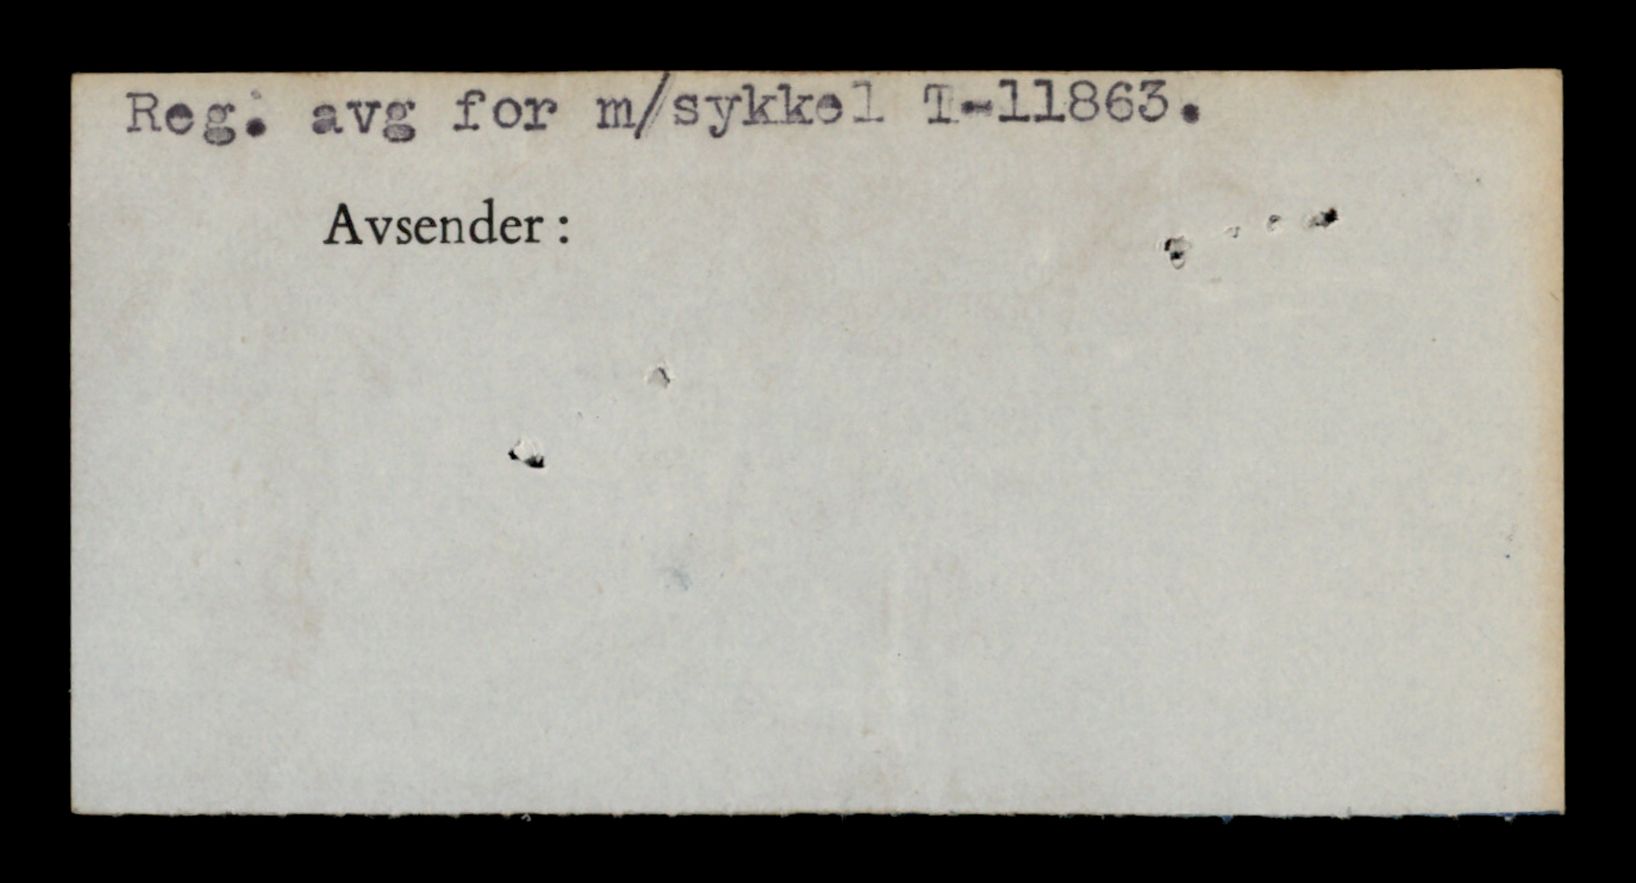 Reg. avg for m/sykkel T-11863.
Avsender: